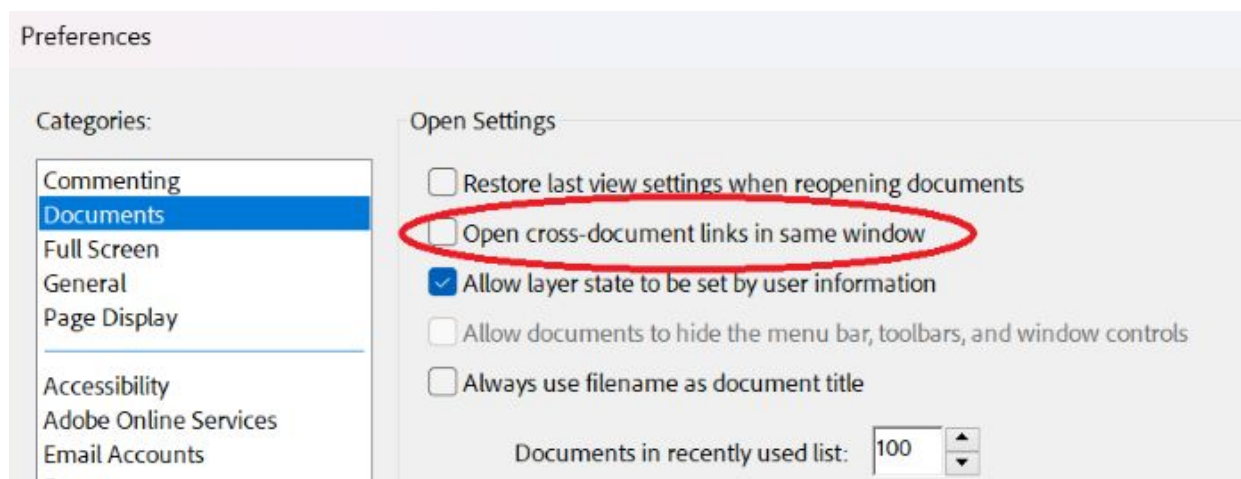 Preferences
Categories:
Commenting
Documents
Full Screen
General
Page Display
Accessibility
Adobe Online Services
Email Accounts
Open Settings
Restore last view settings when reopening documents
Open cross-document links in same window
Allow layer state to be set by user information
Allow documents to hide the menu bar, toolbars, and window controls
Always use filename as document title
Documents in recently used list: 100